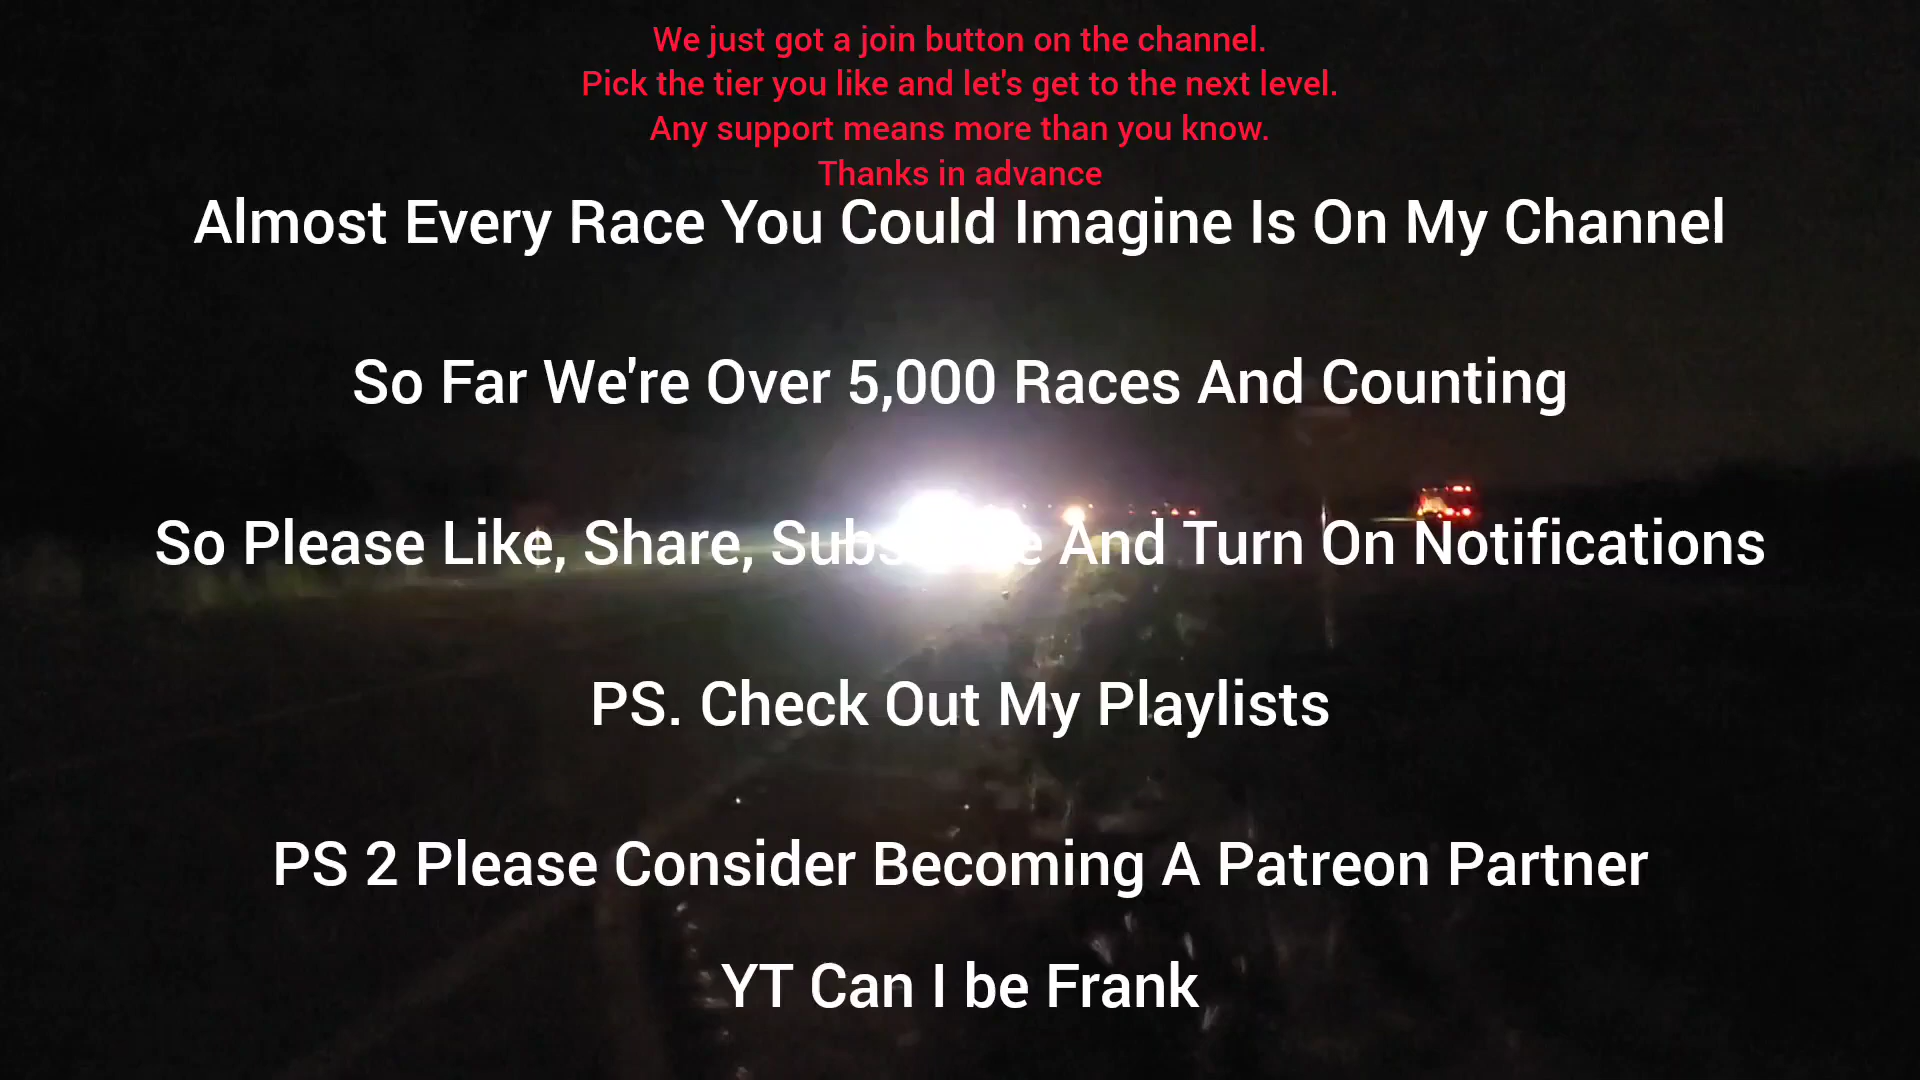 We just got a join button on the channel.
Pick the tier you like and let's get to the next level.
Any support means more than you know.
Thanks in advance
Almost Every Race You Could Imagine Is On My Channel
So Far We're Over 5,000 Races And Counting
So Please Like, Share, Subscribe And Turn On Notifications
PS. Check Out My Playlists
PS 2 Please Consider Becoming A Patreon Partner
YT Can I be Frank